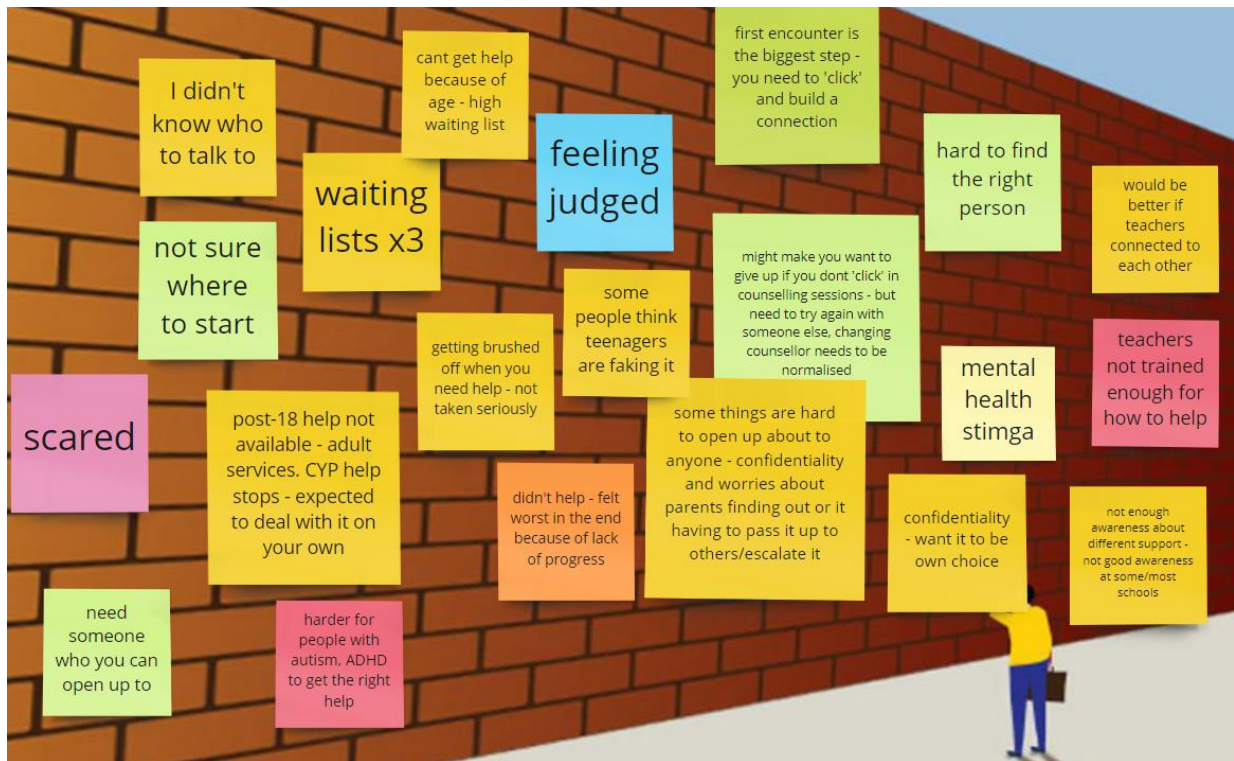 I didn't
know who
to talk to
cant get help
because of
age - high
waiting list
waiting
lists x3
feeling
judged
first encounter is
the biggest step -
you need to 'click'
and build a
connection
hard to find
the right
person
would be
better if
teachers
connected to
each other
not sure
where
to start
some
people think
teenagers
are faking it
might make you want to
give up if you dont 'click' in
counselling sessions - but
need to try again with
someone else, changing
counsellor needs to be
normalised
getting brushed
off when you
need help - not
taken seriously
mental
health
stimga
teachers
not trained
enough for
how to help
scared
post-18 help not
available - adult
services. CYP help
stops - expected
to deal with it on
your own
didn't help - felt
worst in the end
because of lack
of progress
some things are hard
to open up about to
anyone - confidentiality
and worries about
parents finding out or it
having to pass it up to
others/escalate it
confidentiality
- want it to be
own choice
not enough
awareness about
different support -
not good awareness
at some/most
schools
need
someone
who you can
open up to
harder for
people with
autism, ADHD
to get the right
help